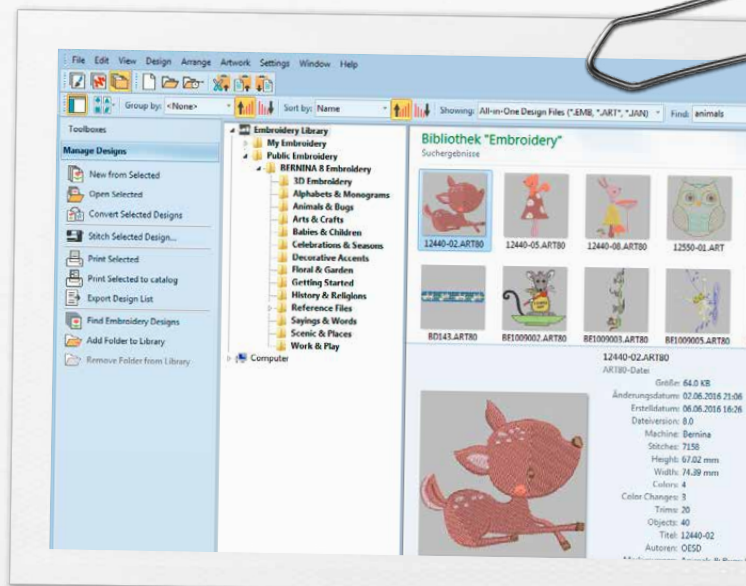 File Edit View Design Arrange Artwork Settings Window Help
Group by: <None> Sort by: Name Showing: All-in-One Design Files (*.EMB, *.ART*, *.JAN) Find: animals
Toolboxes
Manage Designs
New from Selected
Open Selected
Convert Selected Designs
Stitch Selected Design...
Print Selected
Print Selected to catalog
Export Design List
Find Embroidery Designs
Add Folder to Library
Remove Folder from Library
Embroidery Library
My Embroidery
Public Embroidery
BERNINA 8 Embroidery
3D Embroidery
Alphabets & Monograms
Animals & Bugs
Arts & Crafts
Babies & Children
Celebrations & Seasons
Decorative Accents
Floral & Garden
Getting Started
History & Religions
Reference Files
Sayings & Words
Scenic & Places
Work & Play
Computer
Bibliothek "Embroidery"
Suchergebnisse
12440-02.ART80 12440-05.ART80 12440-08.ART80 12550-01.ART
BD143.ART80 BE1009002.ART80 BE1009003.ART80 BE1009005.ART80
12440-02.ART80
ART80-Datei
Größe: 64.0 KB
Änderungsdatum: 02.06.2016 21:06
Erstelldatum: 06.06.2016 16:26
Dateiversion: 8.0
Machine: Bernina
Stitches: 7158
Height: 67.02 mm
Width: 74.39 mm
Colors: 4
Color Changes: 3
Trims: 20
Objects: 40
Titel: 12440-02
Autoren: OESD